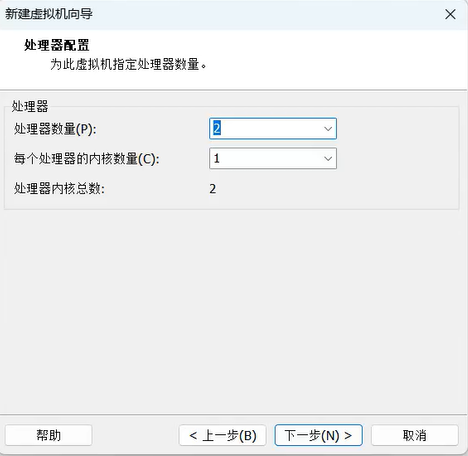 新建虚拟机向导
处理器配置
为此虚拟机指定处理器数量。
处理器
处理器数量(P): 2
每个处理器的内核数量(C): 1
处理器内核总数: 2
帮助 < 上一步(B) 下一步(N) > 取消